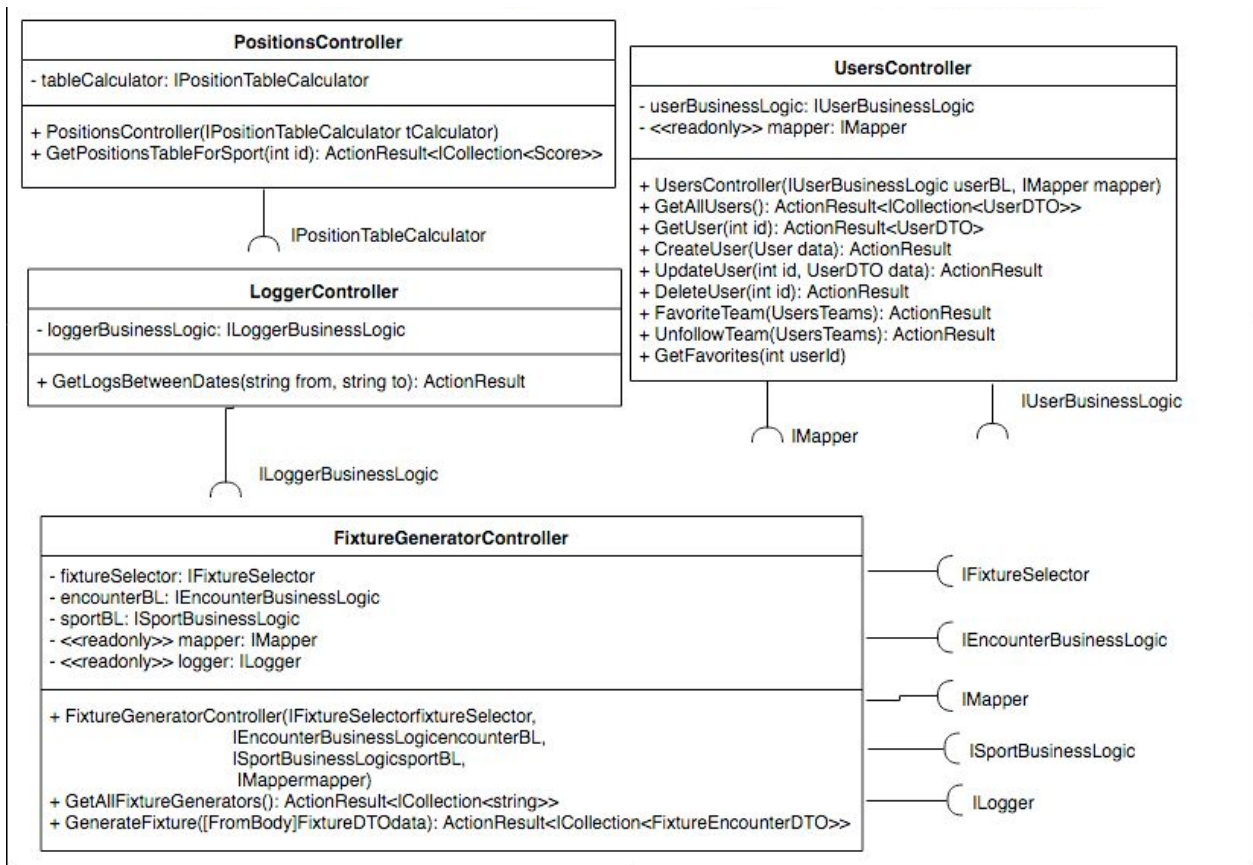 PositionsController
- tableCalculator: IPositionTableCalculator
+ PositionsController(IPositionTableCalculator tCalculator)
+ GetPositionsTableForSport(int id): ActionResult<ICollection<Score>>
IPositionTableCalculator
UsersController
- userBusinessLogic: IUserBusinessLogic
- <<readonly>> mapper: IMapper
+ UsersController(IUserBusinessLogic userBL, IMapper mapper)
+ GetAllUsers(): ActionResult<ICollection<UserDTO>>
+ GetUser(int id): ActionResult<UserDTO>
+ CreateUser(User data): ActionResult
+ UpdateUser(int id, UserDTO data): ActionResult
+ DeleteUser(int id): ActionResult
+ FavoriteTeam(UsersTeams): ActionResult
+ UnfollowTeam(UsersTeams): ActionResult
+ GetFavorites(int userId)
IUserBusinessLogic
IMapper
LoggerController
- loggerBusinessLogic: ILoggerBusinessLogic
+ GetLogsBetweenDates(string from, string to): ActionResult
ILoggerBusinessLogic
FixtureGeneratorController
- fixtureSelector: IFixtureSelector
- encounterBL: IEncounterBusinessLogic
- sportBL: ISportBusinessLogic
- <<readonly>> mapper: IMapper
- <<readonly>> logger: ILogger
+ FixtureGeneratorController(IFixtureSelectorfixtureSelector,
IEncounterBusinessLogicencounterBL,
ISportBusinessLogicsportBL,
IMappermapper)
+ GetAllFixtureGenerators(): ActionResult<ICollection<string>>
+ GenerateFixture([FromBody]FixtureDTOdata): ActionResult<ICollection<FixtureEncounterDTO>>
IFixtureSelector
IEncounterBusinessLogic
IMapper
ISportBusinessLogic
ILogger